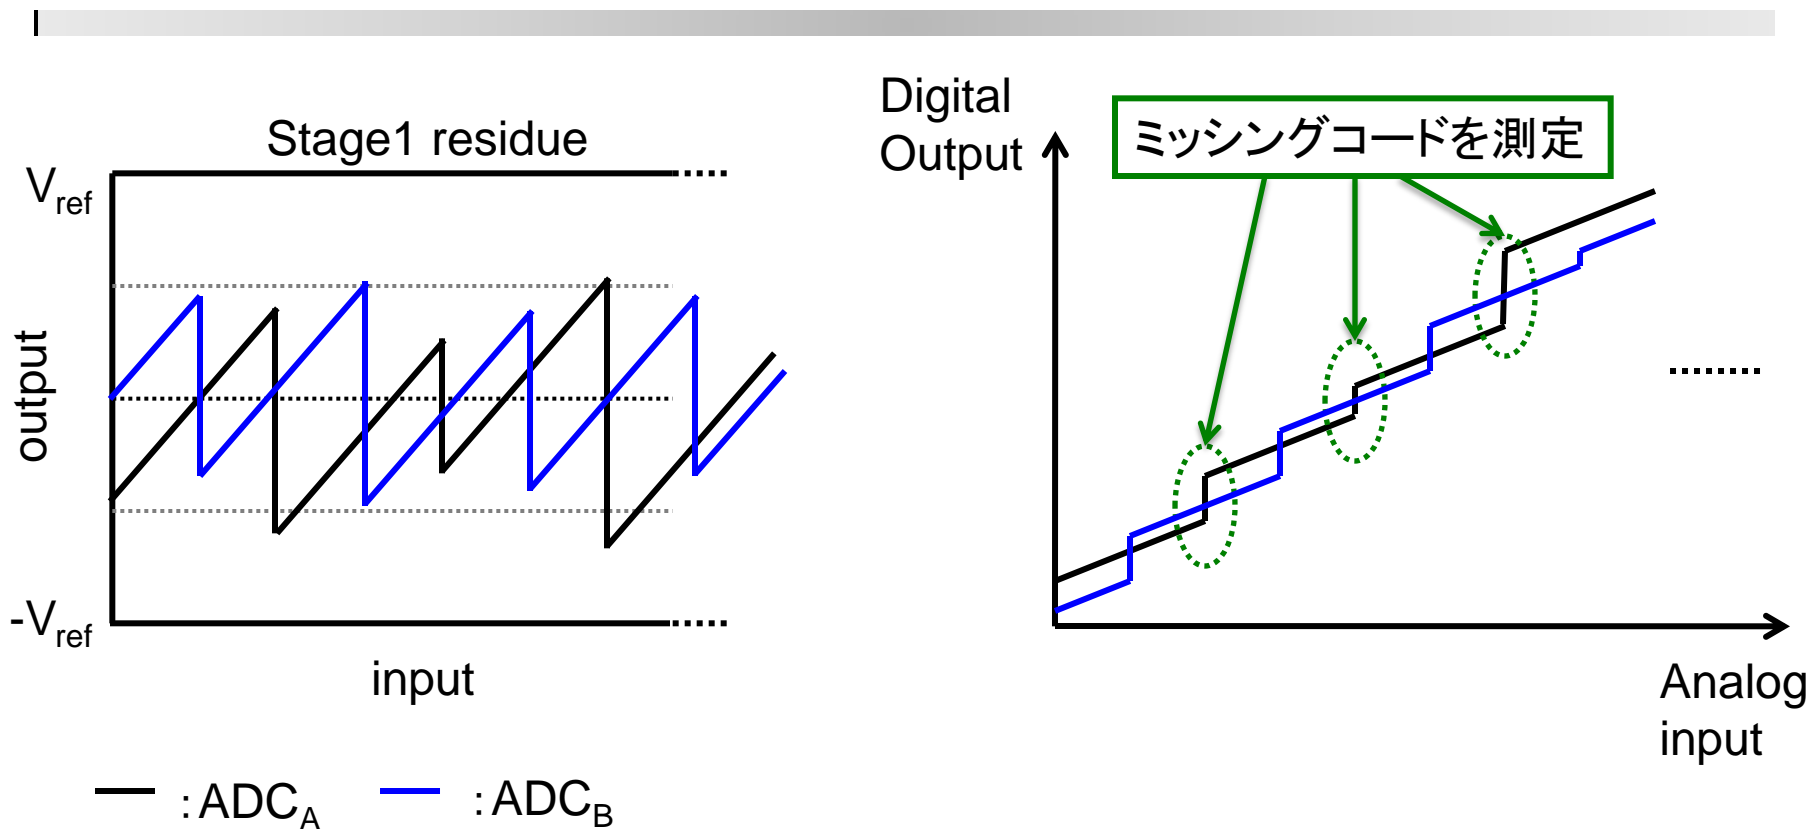 Stage1 residue
Vref
output
-Vref
input
: ADCA
: ADCB
Digital
Output
ミッシングコードを測定
Analog
input